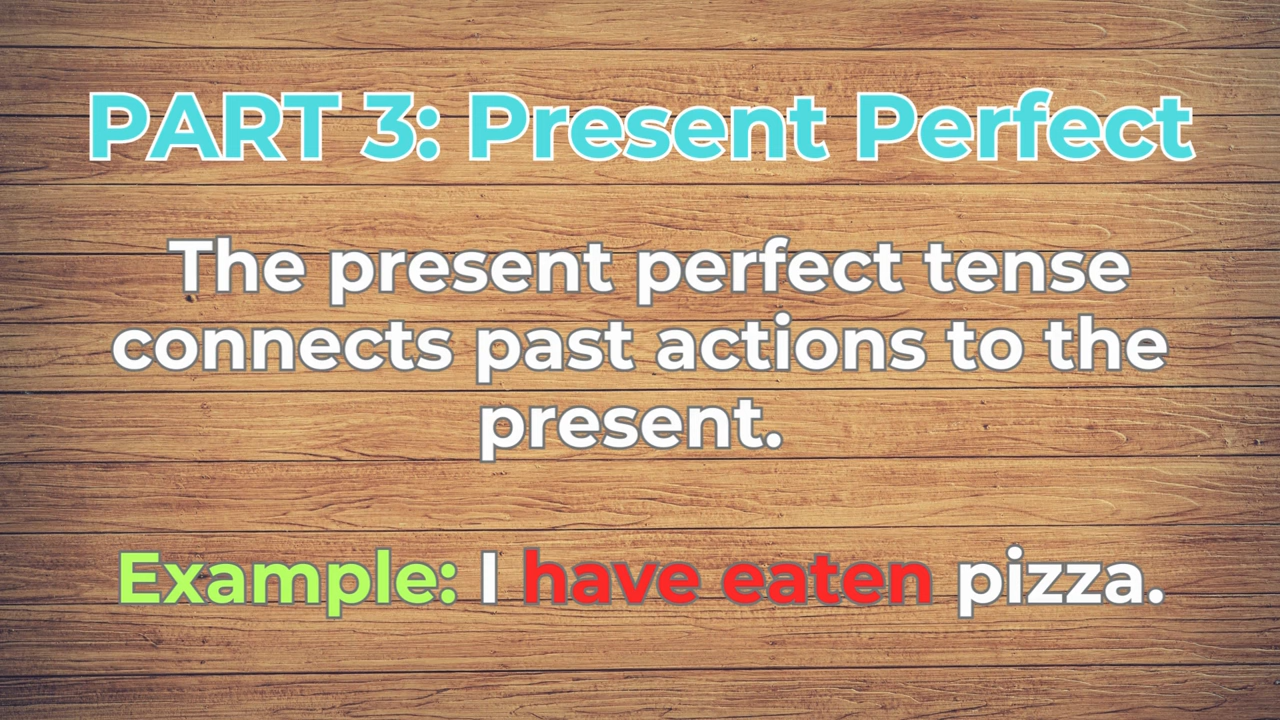 PART 3: Present Perfect
The present perfect tense
connects past actions to the
present.
Example: I have eaten pizza.